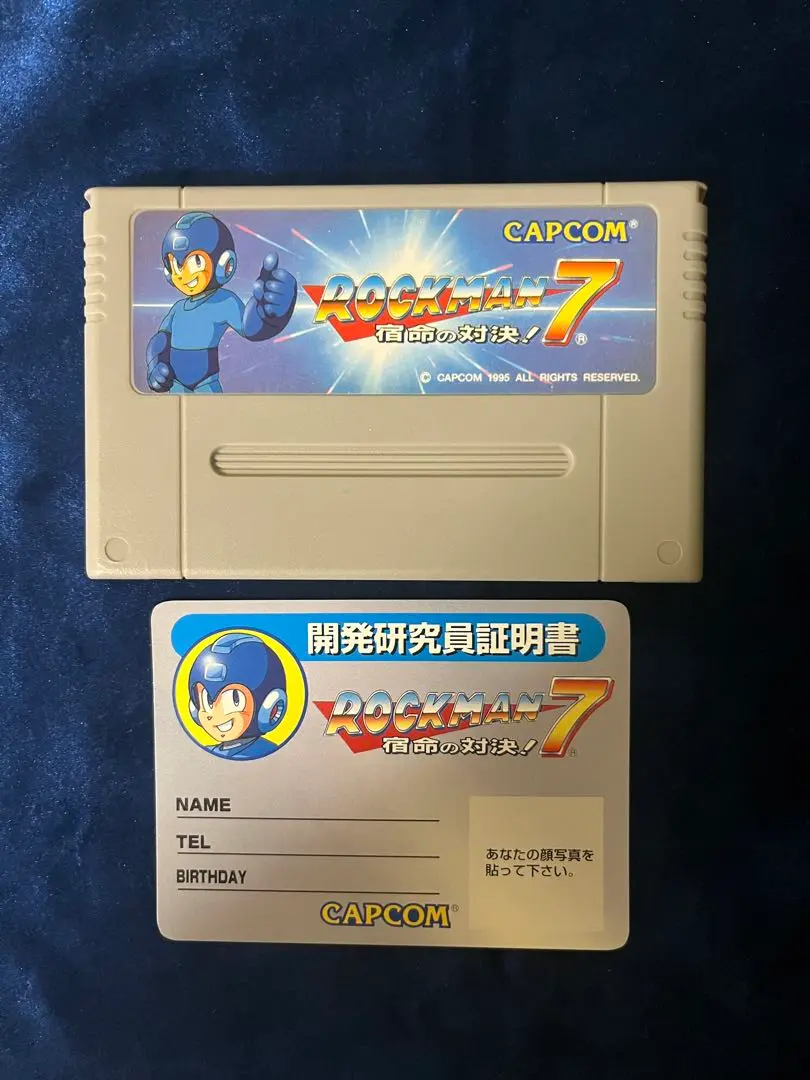 CAPCOM®
ROCKMAN 7
宿命の対決!®
© CAPCOM 1995 ALL RIGHTS RESERVED.
開発研究員証明書
ROCKMAN 7
宿命の対決!®
NAME
TEL
BIRTHDAY
あなたの顔写真を
貼って下さい。
CAPCOM®